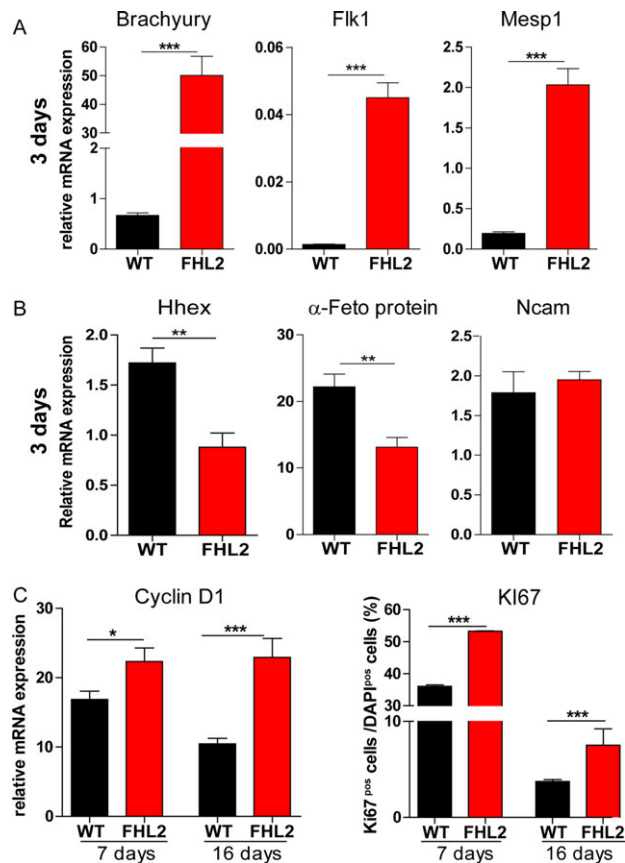 A
Brachyury Flk1 Mesp1
3 days
relative mRNA expression
*** *** ***
60
50
40
30
2
1
0
0.06
0.04
0.02
0.00
2.5
2.0
1.5
1.0
0.5
0.0
WT FHL2 WT FHL2 WT FHL2
B
Hhex α-Feto protein Ncam
3 days
Relative mRNA expression
** **
2.0
1.5
1.0
0.5
0.0
30
20
10
0
2.5
2.0
1.5
1.0
0.5
0.0
WT FHL2 WT FHL2 WT FHL2
C
Cyclin D1 KI67
relative mRNA expression
* ***
30
20
10
0
WT FHL2 WT FHL2
7 days 16 days
Ki67 pos cells /DAPIpos cells (%)
*** ***
60
50
40
30
10
5
0
WT FHL2 WT FHL2
7 days 16 days